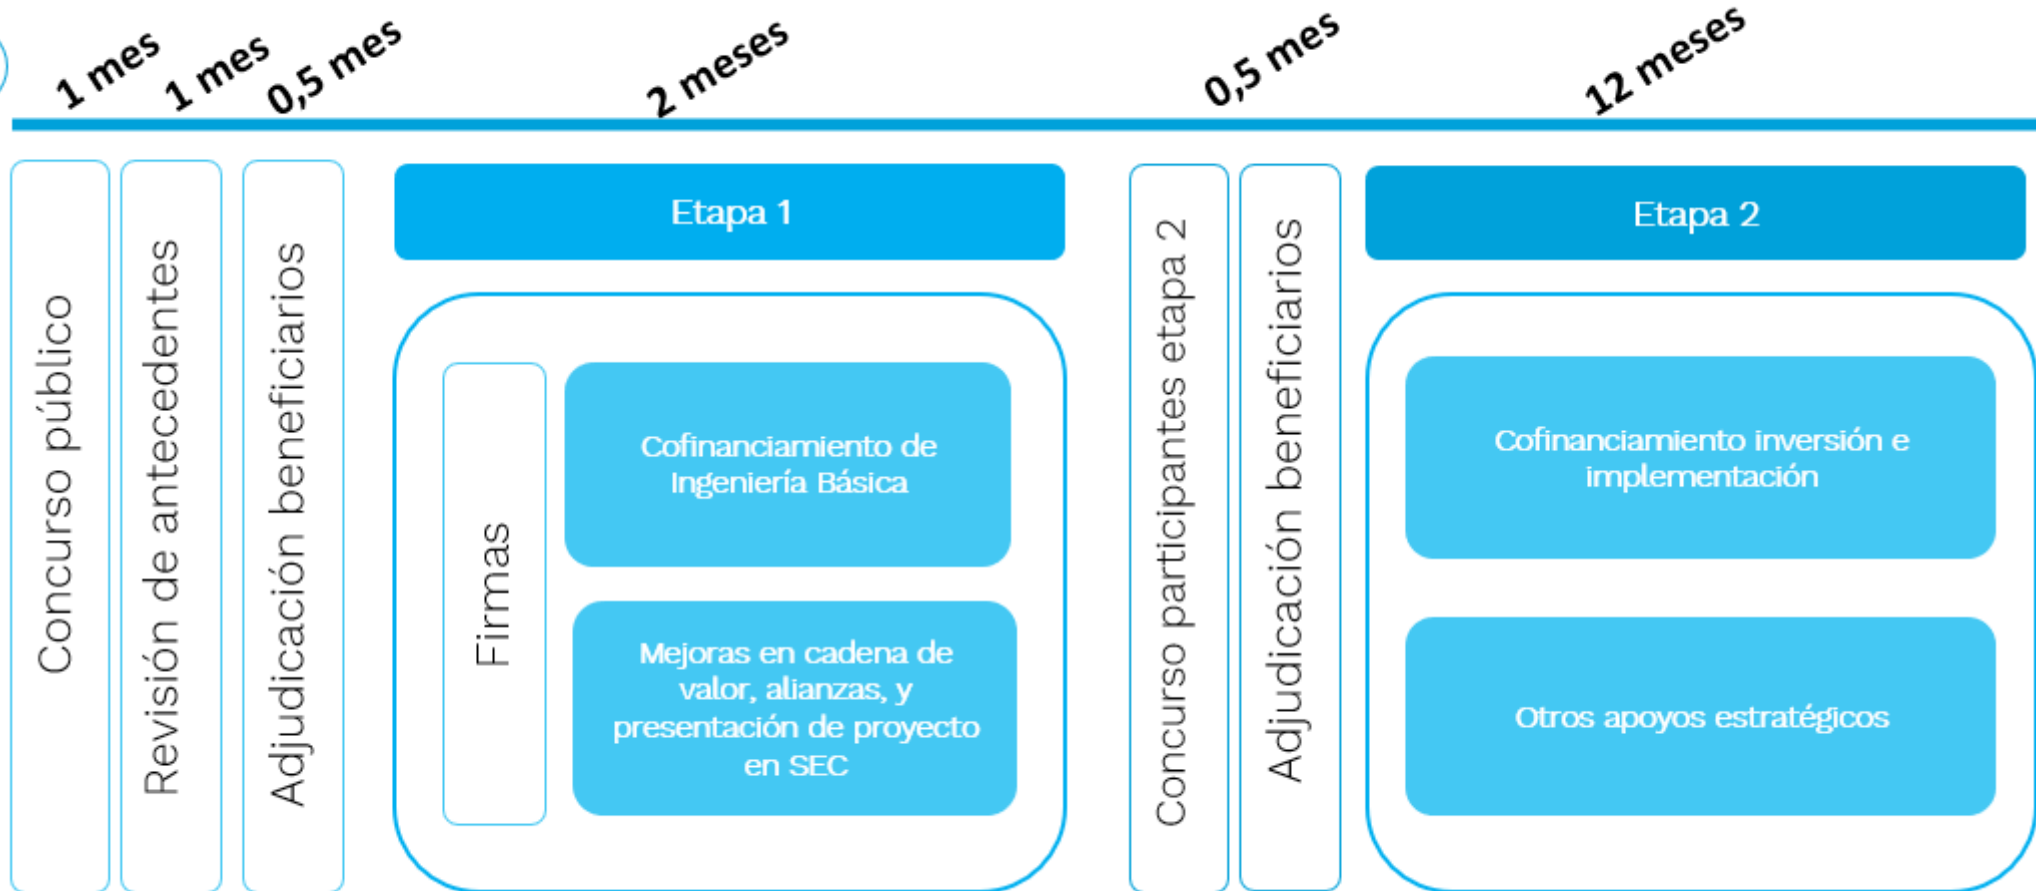 1 mes
1 mes
0,5 mes
2 meses
0,5 mes
12 meses
Concurso público
Revisión de antecedentes
Adjudicación beneficiarios
Etapa 1
Firmas
Cofinanciamiento de
Ingeniería Básica
Mejoras en cadena de
valor, alianzas, y
presentación de proyecto
en SEC
Concurso participantes etapa 2
Adjudicación beneficiarios
Etapa 2
Cofinanciamiento inversión e
implementación
Otros apoyos estratégicos